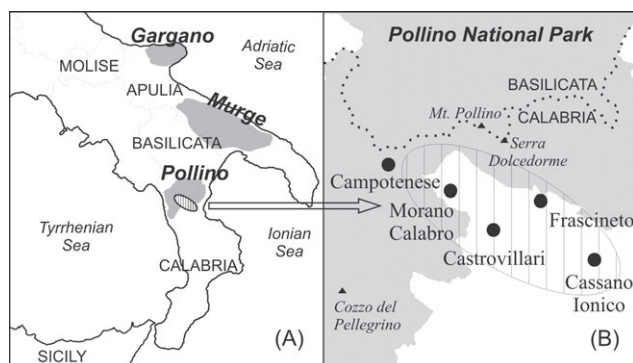 Gargano
Adriatic
Sea
MOLISE
APULIA
Murge
BASILICATA
Pollino
Tyrrhenian
Sea
Ionian
Sea
CALABRIA
SICILY
(A)
Pollino National Park
BASILICATA
Mt. Pollino
CALABRIA
Serra
Dolcedorme
Campotenese
Morano
Calabro
Frascineto
Castrovillari
Cassano
Ionico
Cozzo del
Pellegrino
(B)